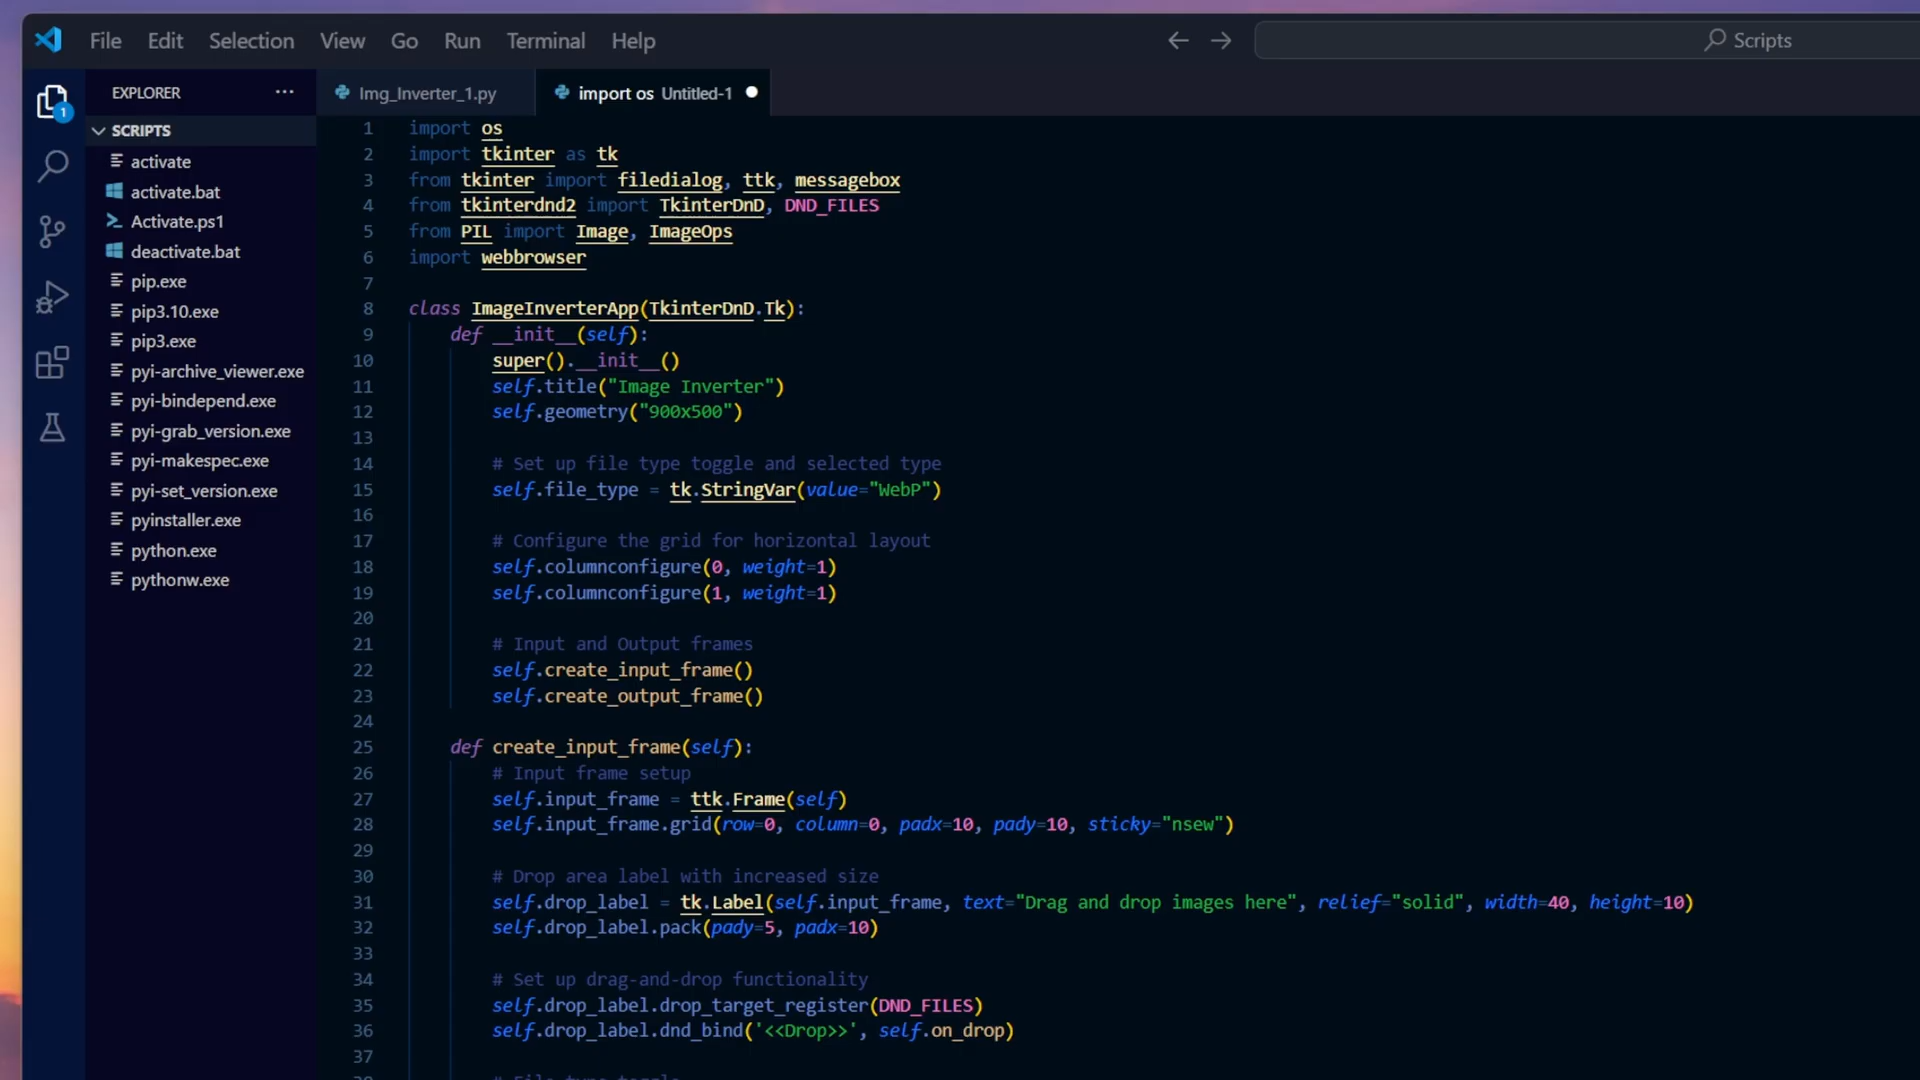 File Edit Selection View Go Run Terminal Help
Scripts
EXPLORER ...
1
SCRIPTS
activate
activate.bat
Activate.ps1
deactivate.bat
pip.exe
pip3.10.exe
pip3.exe
pyi-archive_viewer.exe
pyi-bindepend.exe
pyi-grab_version.exe
pyi-makespec.exe
pyi-set_version.exe
pyinstaller.exe
python.exe
pythonw.exe
Img_Inverter_1.py
import os Untitled-1
1 import os
2 import tkinter as tk
3 from tkinter import filedialog, ttk, messagebox
4 from tkinterdnd2 import TkinterDnD, DND_FILES
5 from PIL import Image, ImageOps
6 import webbrowser
7
8 class ImageInverterApp(TkinterDnD.Tk):
9 def __init__(self):
10 super().__init__()
11 self.title("Image Inverter")
12 self.geometry("900x500")
13
14 # Set up file type toggle and selected type
15 self.file_type = tk.StringVar(value="WebP")
16
17 # Configure the grid for horizontal layout
18 self.columnconfigure(0, weight=1)
19 self.columnconfigure(1, weight=1)
20
21 # Input and Output frames
22 self.create_input_frame()
23 self.create_output_frame()
24
25 def create_input_frame(self):
26 # Input frame setup
27 self.input_frame = ttk.Frame(self)
28 self.input_frame.grid(row=0, column=0, padx=10, pady=10, sticky="nsew")
29
30 # Drop area label with increased size
31 self.drop_label = tk.Label(self.input_frame, text="Drag and drop images here", relief="solid", width=40, height=10)
32 self.drop_label.pack(pady=5, padx=10)
33
34 # Set up drag-and-drop functionality
35 self.drop_label.drop_target_register(DND_FILES)
36 self.drop_label.dnd_bind('<<Drop>>', self.on_drop)
37